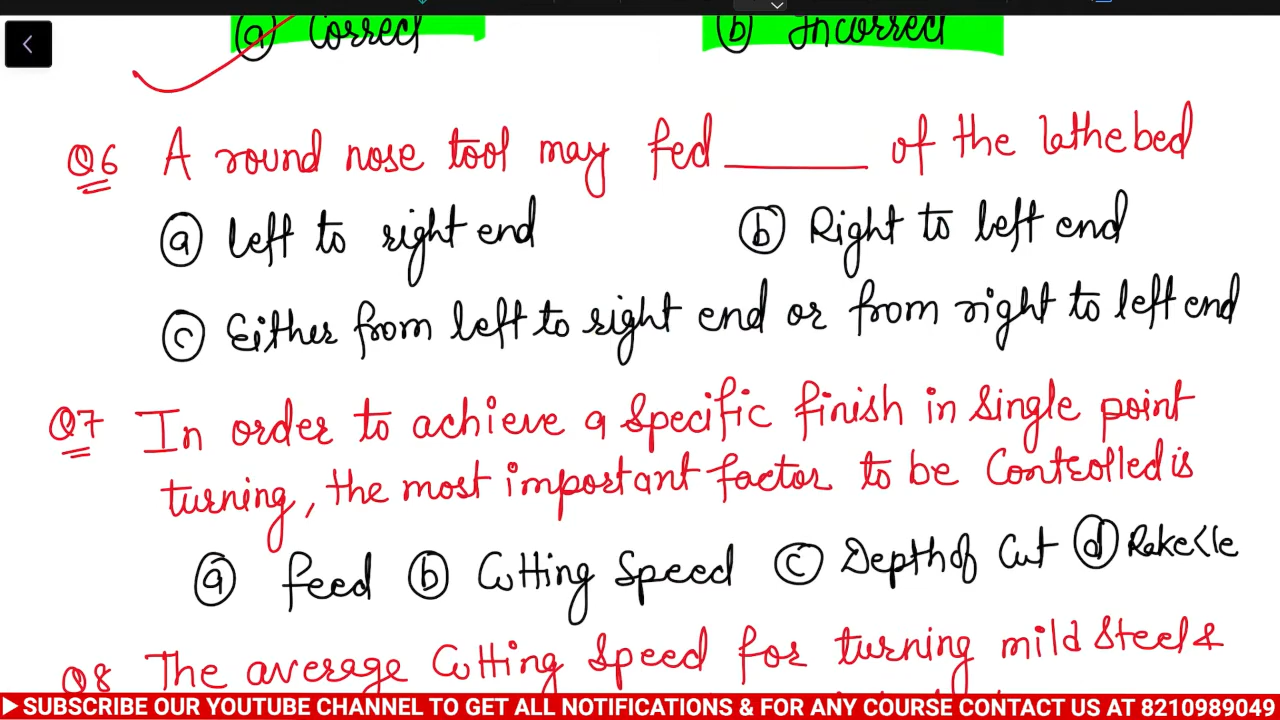 (a) Correct (b) Incorrect
Q6 A round nose tool may fed ______ of the lathe bed
(a) left to right end (b) Right to left end
(c) Either from left to right end or from right to left end
Q7 In order to achieve a specific finish in single point
turning, the most important factor to be Controlled is
(a) feed (b) Cutting Speed (c) Depth of Cut (d) Rake<le
Q8 The average Cutting Speed for turning mild Steel &
▶ SUBSCRIBE OUR YOUTUBE CHANNEL TO GET ALL NOTIFICATIONS & FOR ANY COURSE CONTACT US AT 8210989049